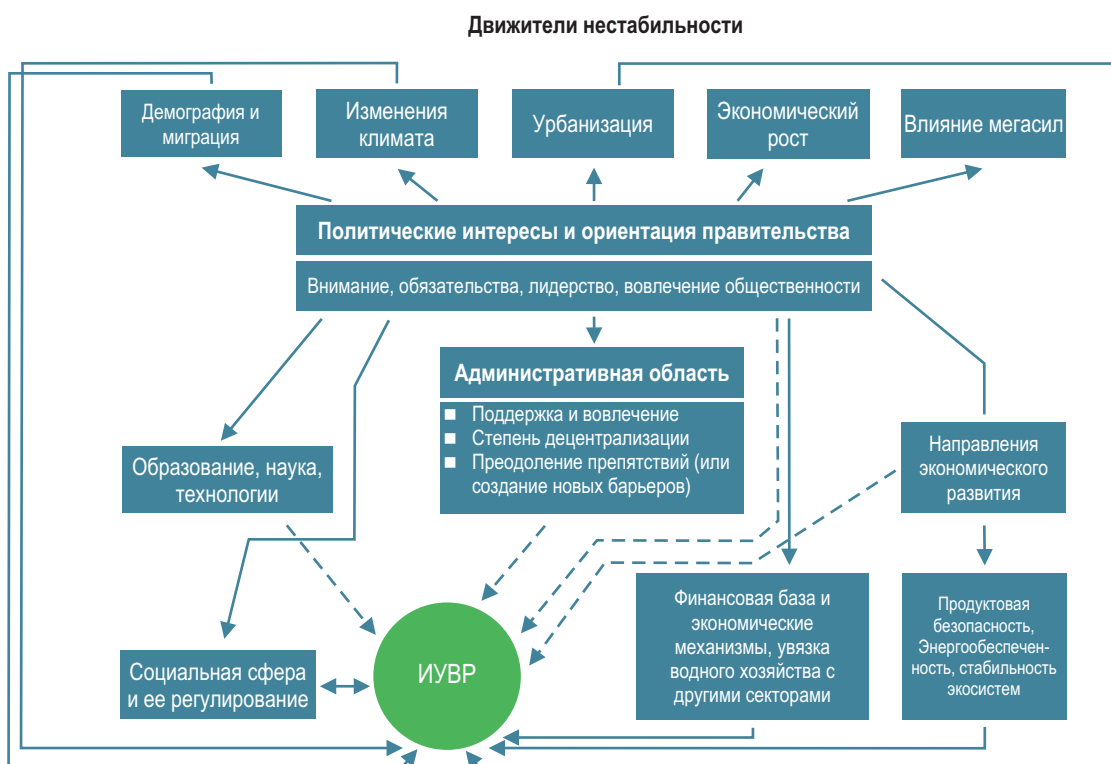 Движители нестабильности
Демография и
миграция
Изменения
климата
Урбанизация
Экономический
рост
Влияние мегасил
Политические интересы и ориентация правительства
Внимание, обязательства, лидерство, вовлечение общественности
Административная область
Поддержка и вовлечение
Степень децентрализации
Преодоление препятствий (или
создание новых барьеров)
Образование, наука,
технологии
Направления
экономического
развития
Социальная сфера
и ее регулирование
ИУВР
Финансовая база и
экономические
механизмы, увязка
водного хозяйства с
другими секторами
Продуктовая
безопасность,
Энергообеспечен-
ность, стабильность
экосистем